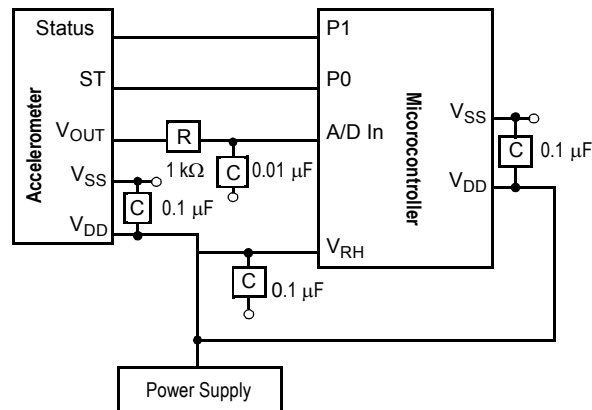 Status
P1
ST
P0
Accelerometer
Micorocontroller
VOUT
R
A/D In
VSS
C
0.1 μF
1 kΩ
C
0.01 μF
VSS
C
0.1 μF
VDD
VDD
VRH
C
0.1 μF
Power Supply